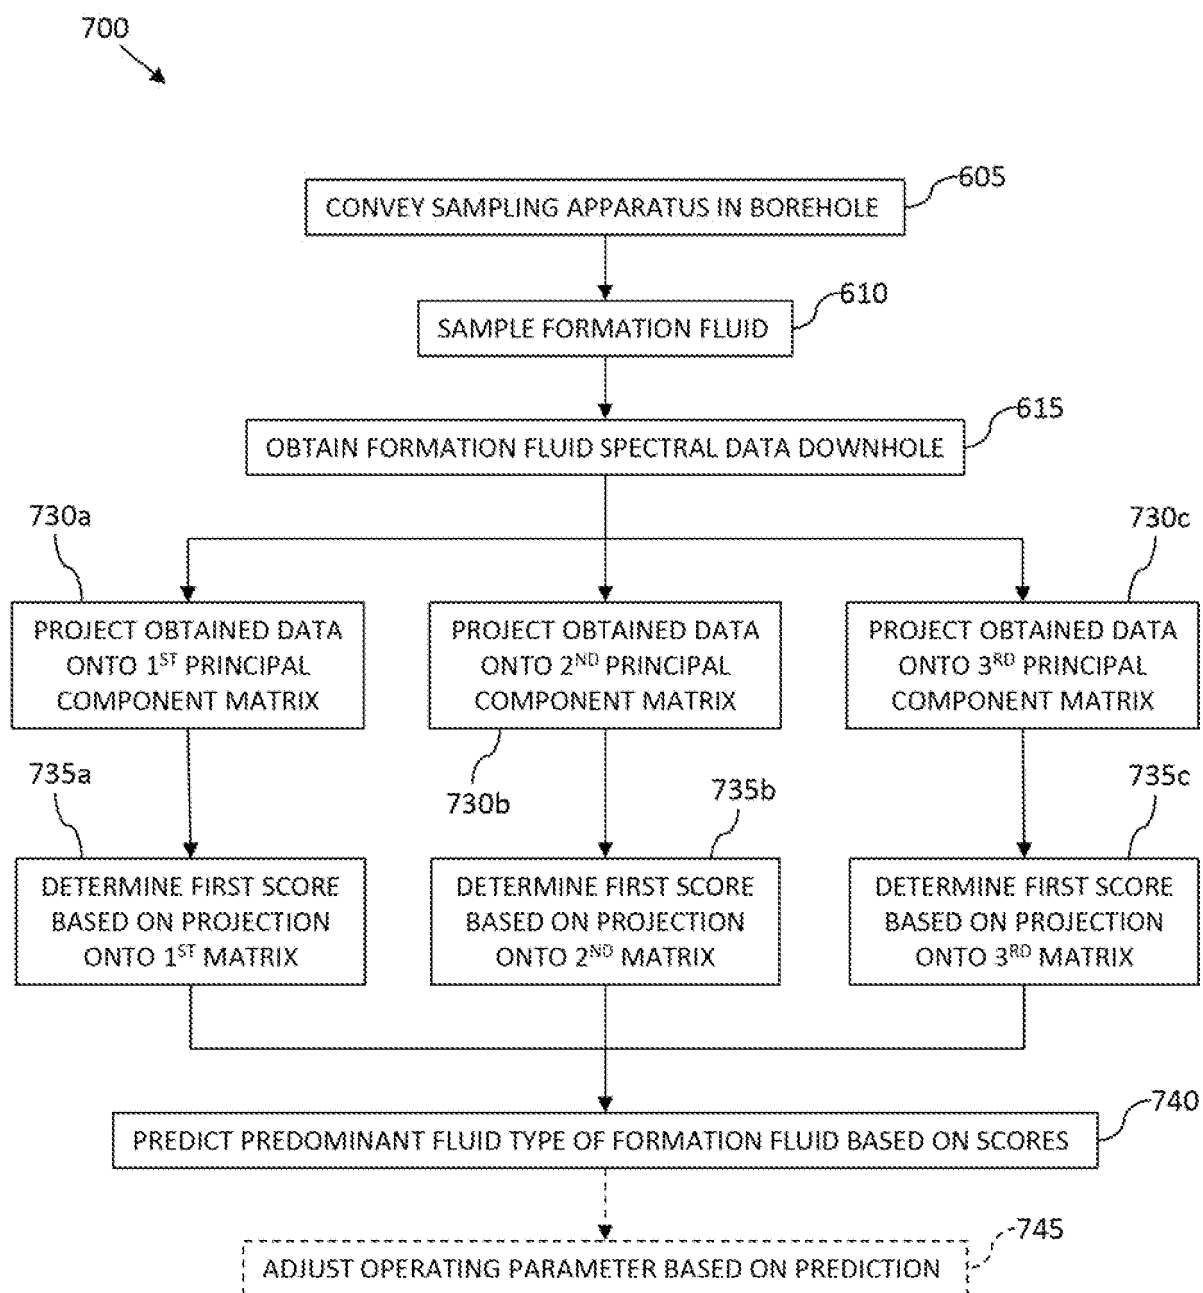 700
605
CONVEY SAMPLING APPARATUS IN BOREHOLE
610
SAMPLE FORMATION FLUID
615
OBTAIN FORMATION FLUID SPECTRAL DATA DOWNHOLE
730a
730c
PROJECT OBTAINED DATA
ONTO 1ST PRINCIPAL
COMPONENT MATRIX
PROJECT OBTAINED DATA
ONTO 2ND PRINCIPAL
COMPONENT MATRIX
PROJECT OBTAINED DATA
ONTO 3RD PRINCIPAL
COMPONENT MATRIX
735a
730b
735b
735c
DETERMINE FIRST SCORE
BASED ON PROJECTION
ONTO 1ST MATRIX
DETERMINE FIRST SCORE
BASED ON PROJECTION
ONTO 2ND MATRIX
DETERMINE FIRST SCORE
BASED ON PROJECTION
ONTO 3RD MATRIX
740
PREDICT PREDOMINANT FLUID TYPE OF FORMATION FLUID BASED ON SCORES
745
ADJUST OPERATING PARAMETER BASED ON PREDICTION